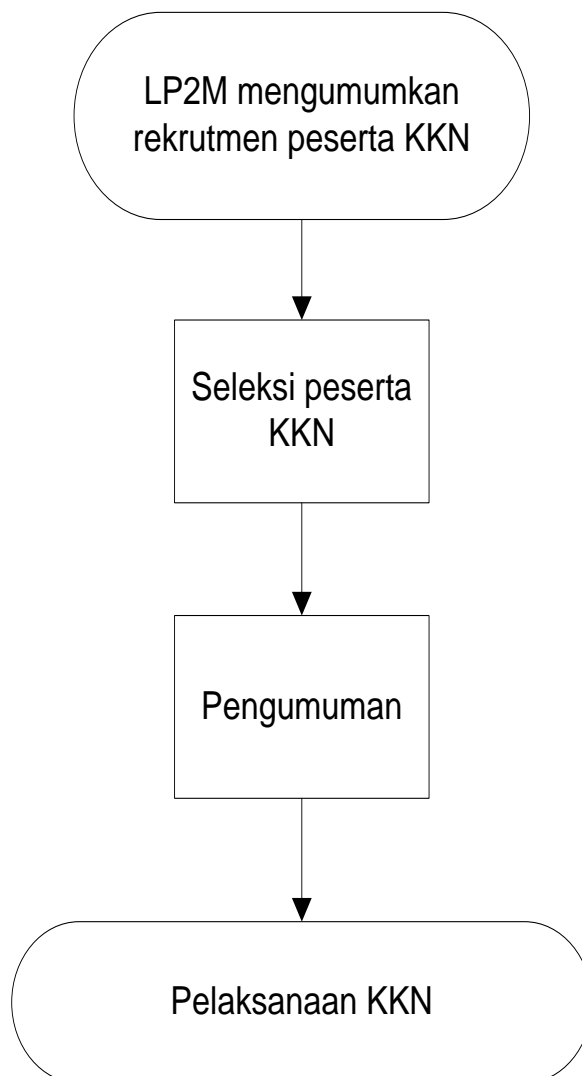 LP2M mengumumkan
rekrutmen peserta KKN
Seleksi peserta
KKN
Pengumuman
Pelaksanaan KKN